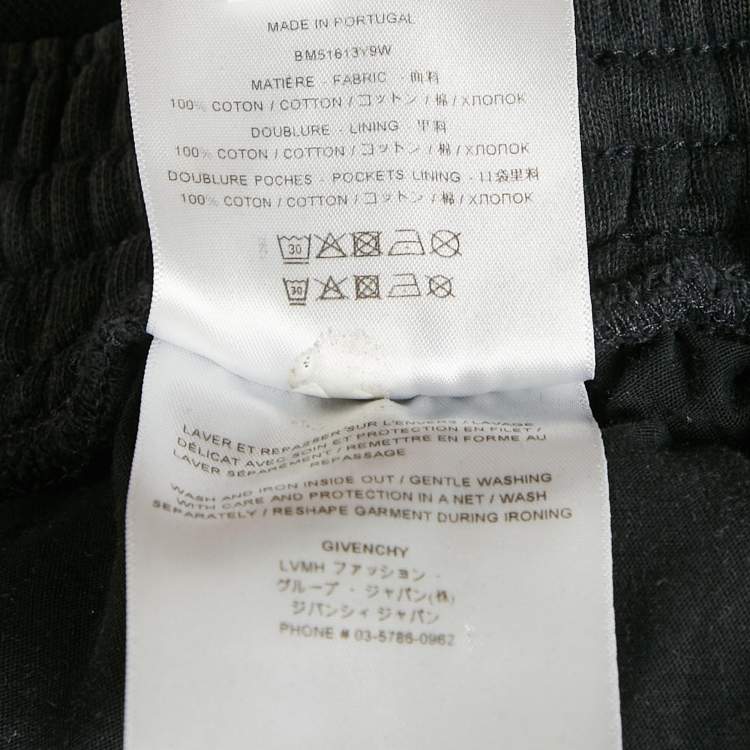 MADE IN PORTUGAL
BM51613Y9W
MATIÈRE - FABRIC - 面料
100% COTON / COTTON / コットン / 棉 / ХЛОПОК
DOUBLURE - LINING - 里料
100% COTON / COTTON / コットン / 棉 / ХЛОПОК
DOUBLURE POCHES - POCKETS LINING - 口袋里料
100% COTON / COTTON / コットン / 棉 / ХЛОПОК
30
30
LAVER ET REPASSER SUR L'ENVERS / LAVAGE
DÉLICAT AVEC SOIN ET PROTECTION EN FILET /
LAVER SÉPARÉMENT / REMETTRE EN FORME AU
REPASSAGE
WASH AND IRON INSIDE OUT / GENTLE WASHING
WITH CARE AND PROTECTION IN A NET / WASH
SEPARATELY / RESHAPE GARMENT DURING IRONING
GIVENCHY
LVMH ファッション・
グループ・ジャパン(株)
ジバンシィ ジャパン
PHONE # 03-5786-0962